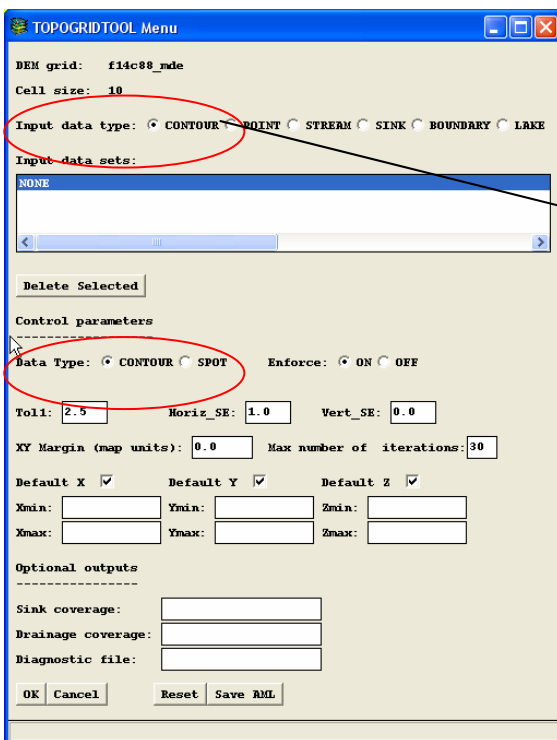 TOPOGRIDTOOL Menu
DEM grid: f14c88_mde
Cell size: 10
Input data type: CONTOUR POINT STREAM SINK BOUNDARY LAKE
Input data sets:
NONE
Delete Selected
Control parameters
----------------
Data Type: CONTOUR SPOT Enforce: ON OFF
Tol1: 2.5 Horiz_SE: 1.0 Vert_SE: 0.0
XY Margin (map units): 0.0 Max number of iterations: 30
Default X Default Y Default Z
Xmin: Ymin: Zmin:
Xmax: Ymax: Zmax:
Optional outputs
----------------
Sink coverage:
Drainage coverage:
Diagnostic file:
OK Cancel Reset Save AML